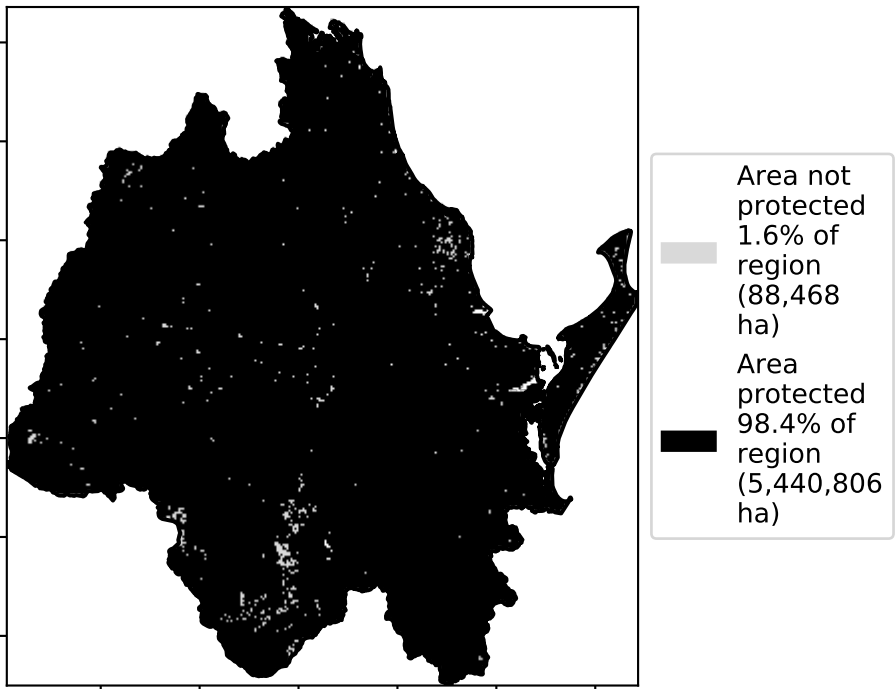 Area not
protected
1.6% of
region
(88,468
ha)
Area
protected
98.4% of
region
(5,440,806
ha)